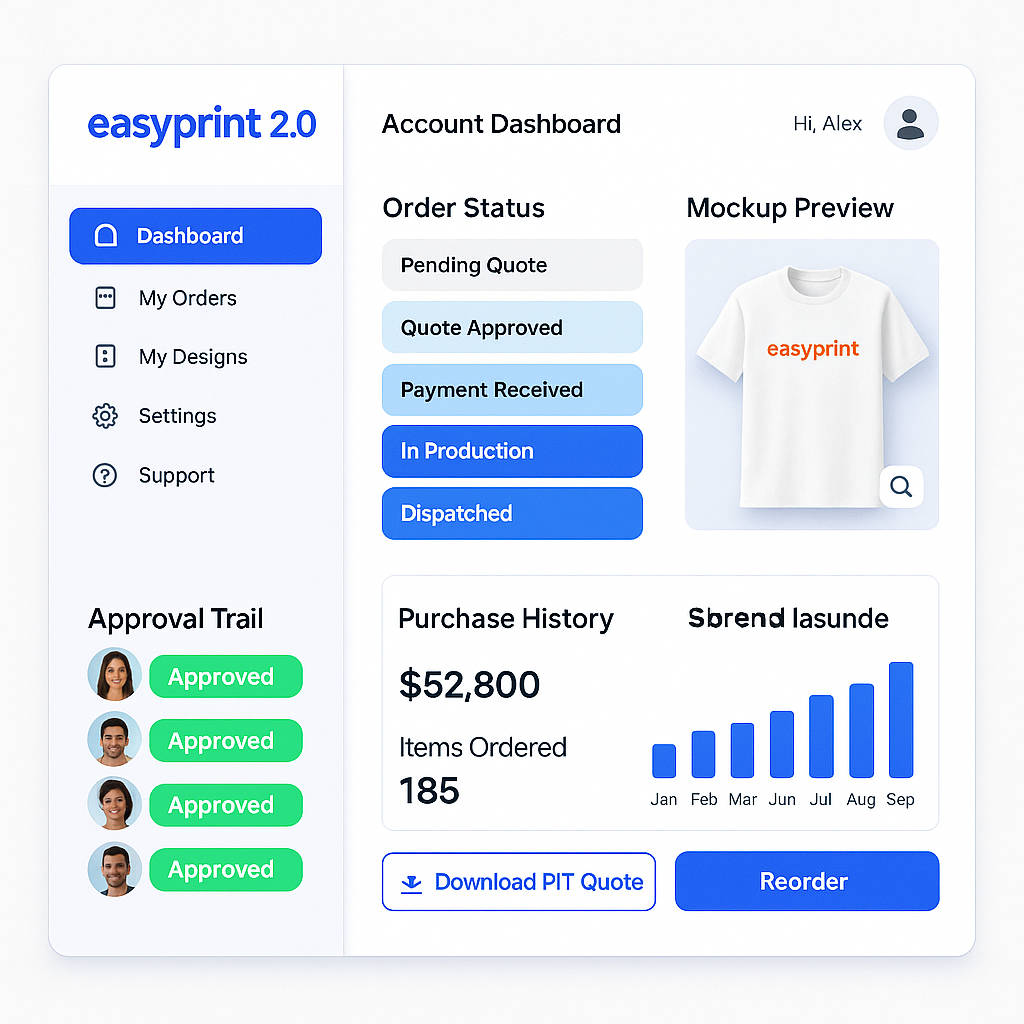 easyprint 2.0
Dashboard
My Orders
My Designs
Settings
Support
Approval Trail
Approved
Approved
Approved
Approved
Account Dashboard
Hi, Alex
Order Status
Pending Quote
Quote Approved
Payment Received
In Production
Dispatched
Mockup Preview
easyprint
Purchase History
$52,800
Items Ordered
185
lasunde
Jan Feb Mar Jun Jul Aug Sep
Download PIT Quote
Reorder